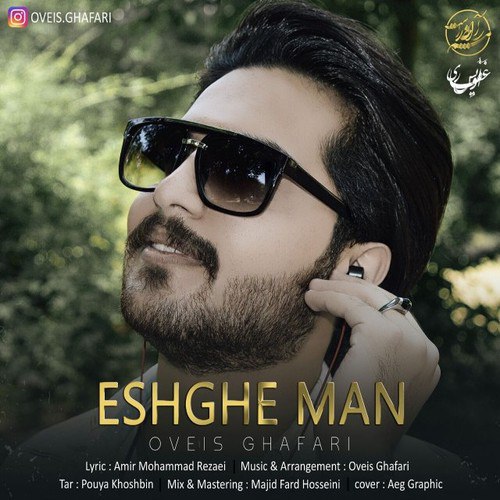 OVEIS.GHAFARI
ESHGHE MAN
OVEIS GHAFARI
Lyric : Amir Mohammad Rezaei | Music & Arrangement : Oveis Ghafari
Tar : Pouya Khoshbin | Mix & Mastering : Majid Fard Hosseini | cover : Aeg Graphic